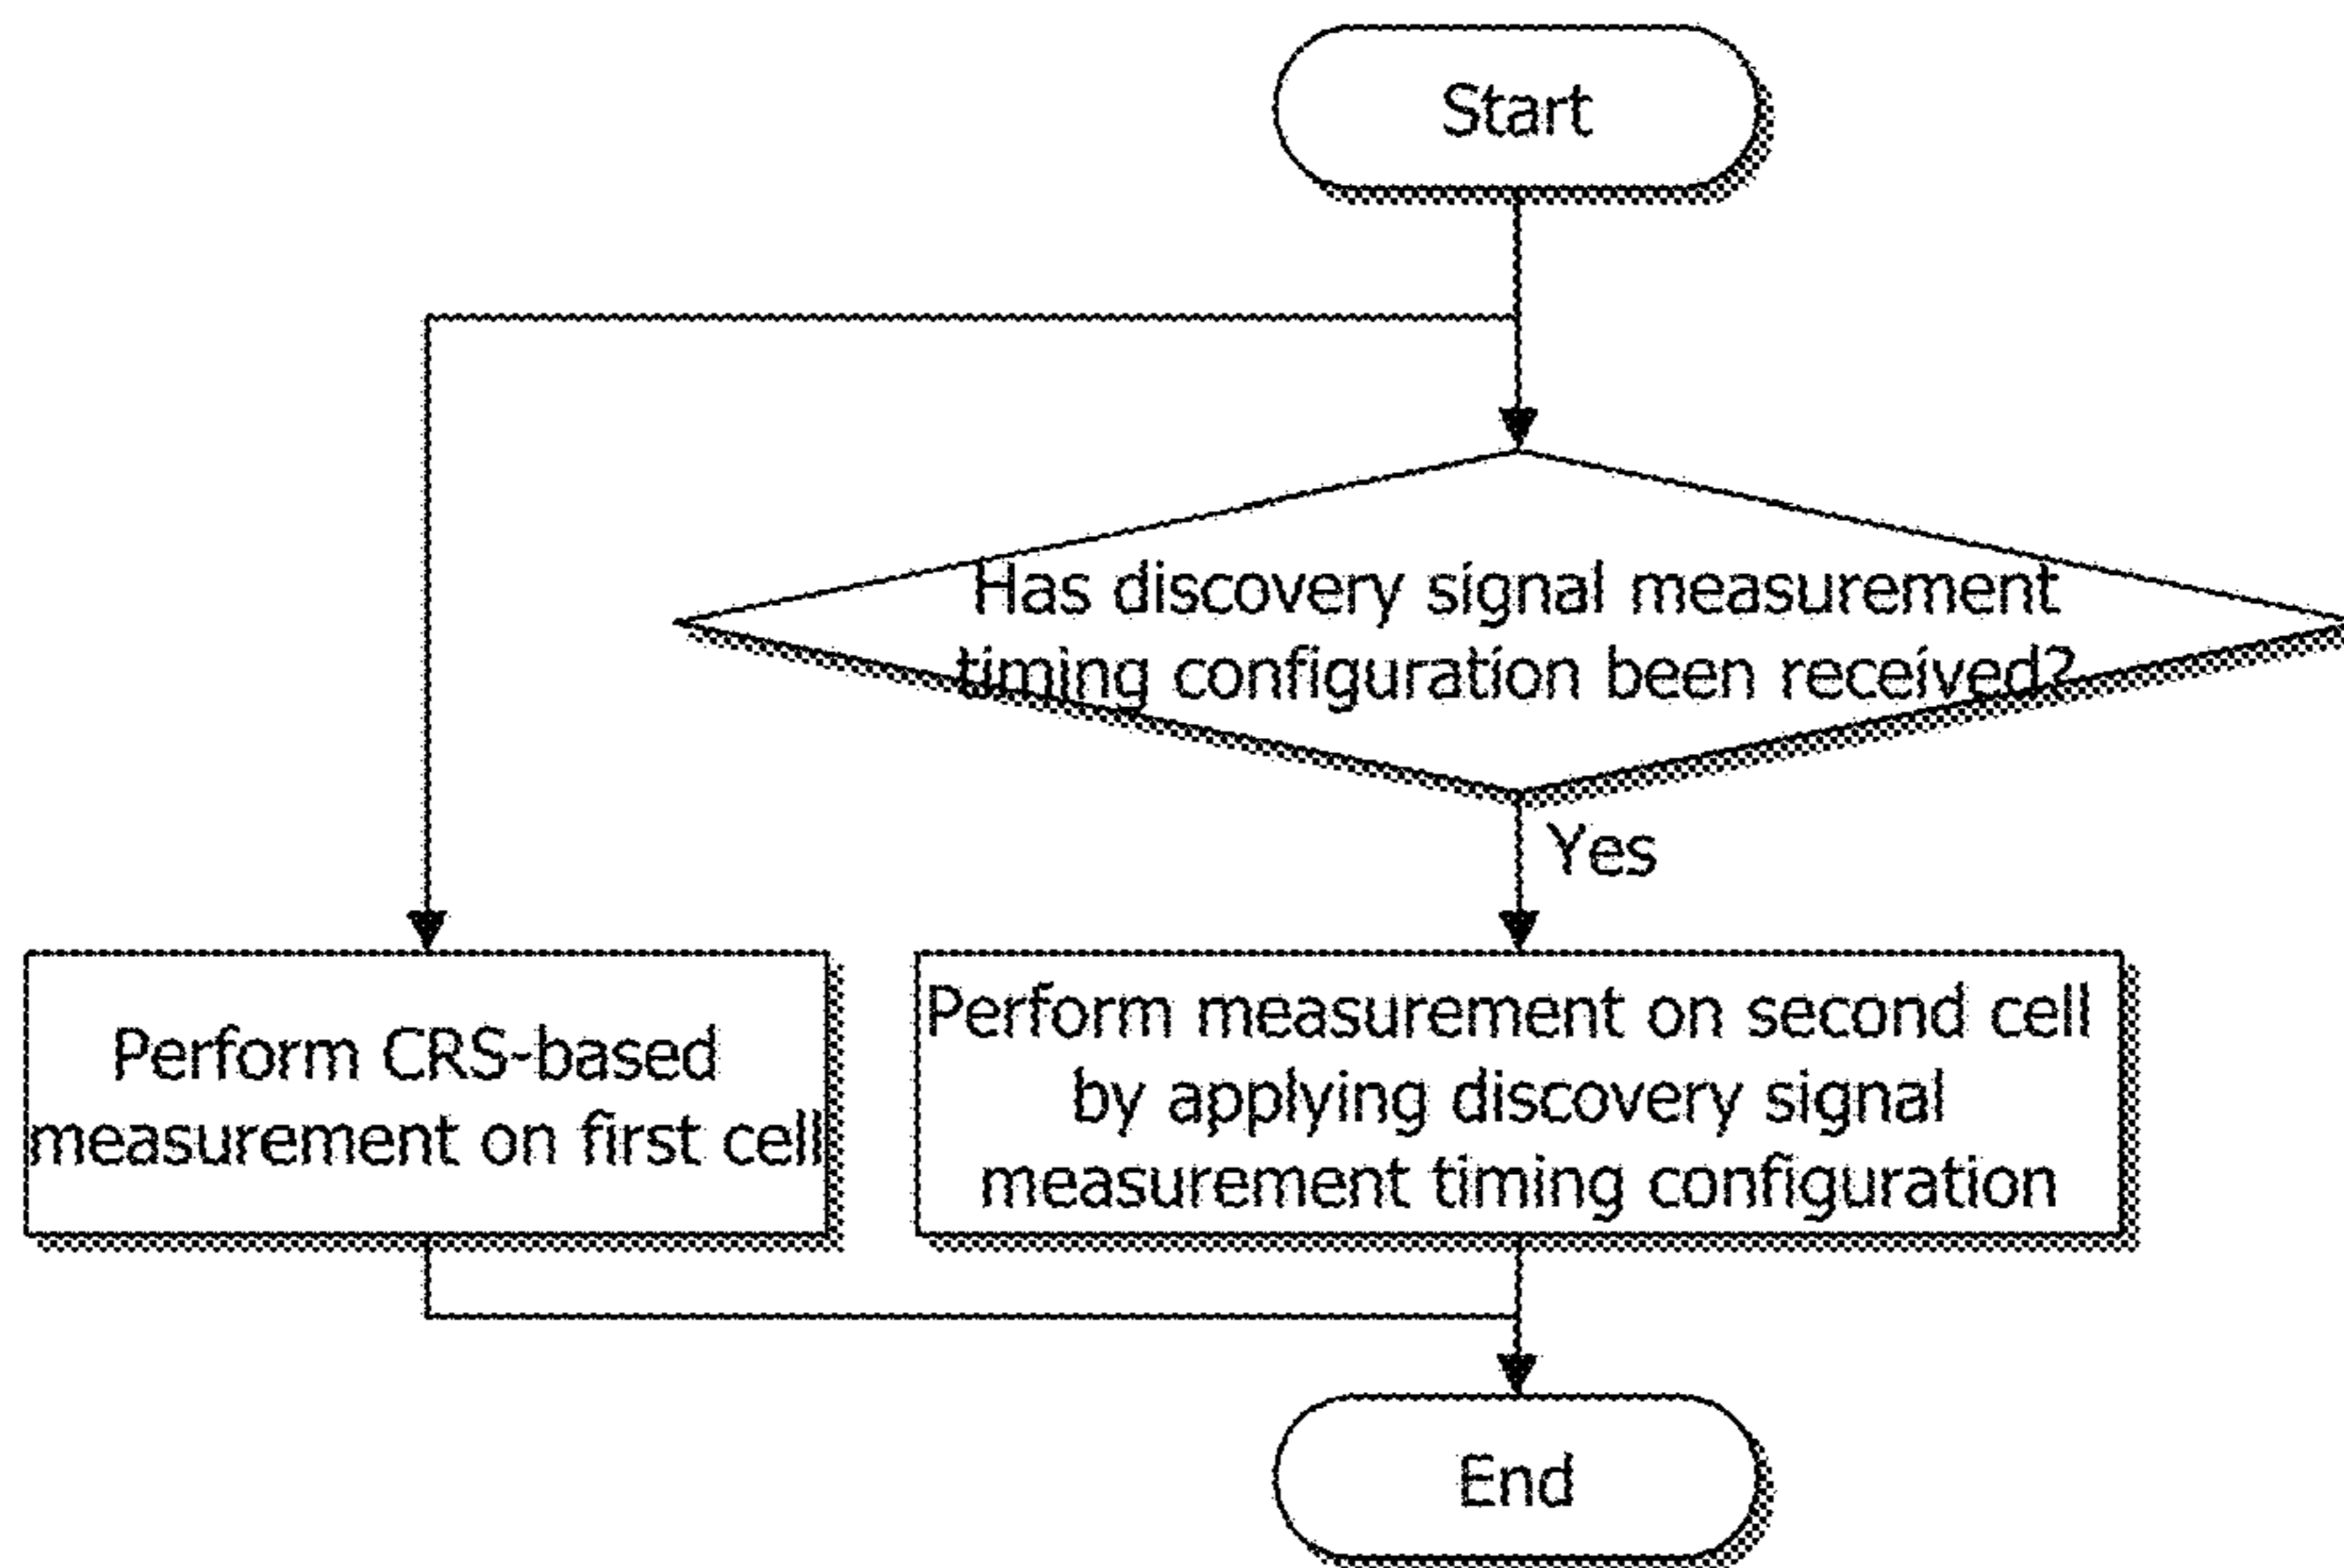 Start
Has discovery signal measurement
timing configuration been received?
Yes
Perform CRS-based
measurement on first cell
Perform measurement on second cell
by applying discovery signal
measurement timing configuration
End